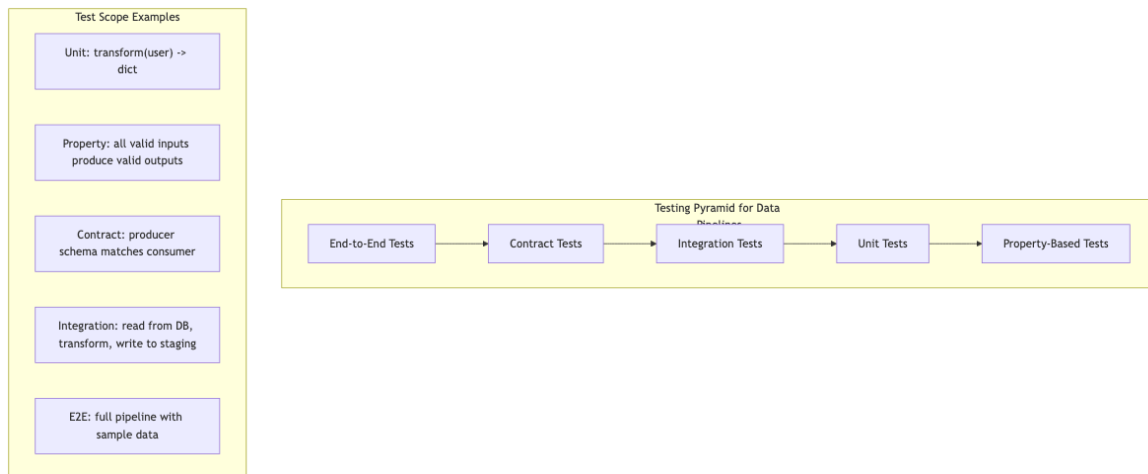 Test Scope Examples
Unit: transform(user) ->
dict
Property: all valid inputs
produce valid outputs
Contract: producer
schema matches consumer
Integration: read from DB,
transform, write to staging
E2E: full pipeline with
sample data
Testing Pyramid for Data
Pipelines
End-to-End Tests
Contract Tests
Integration Tests
Unit Tests
Property-Based Tests